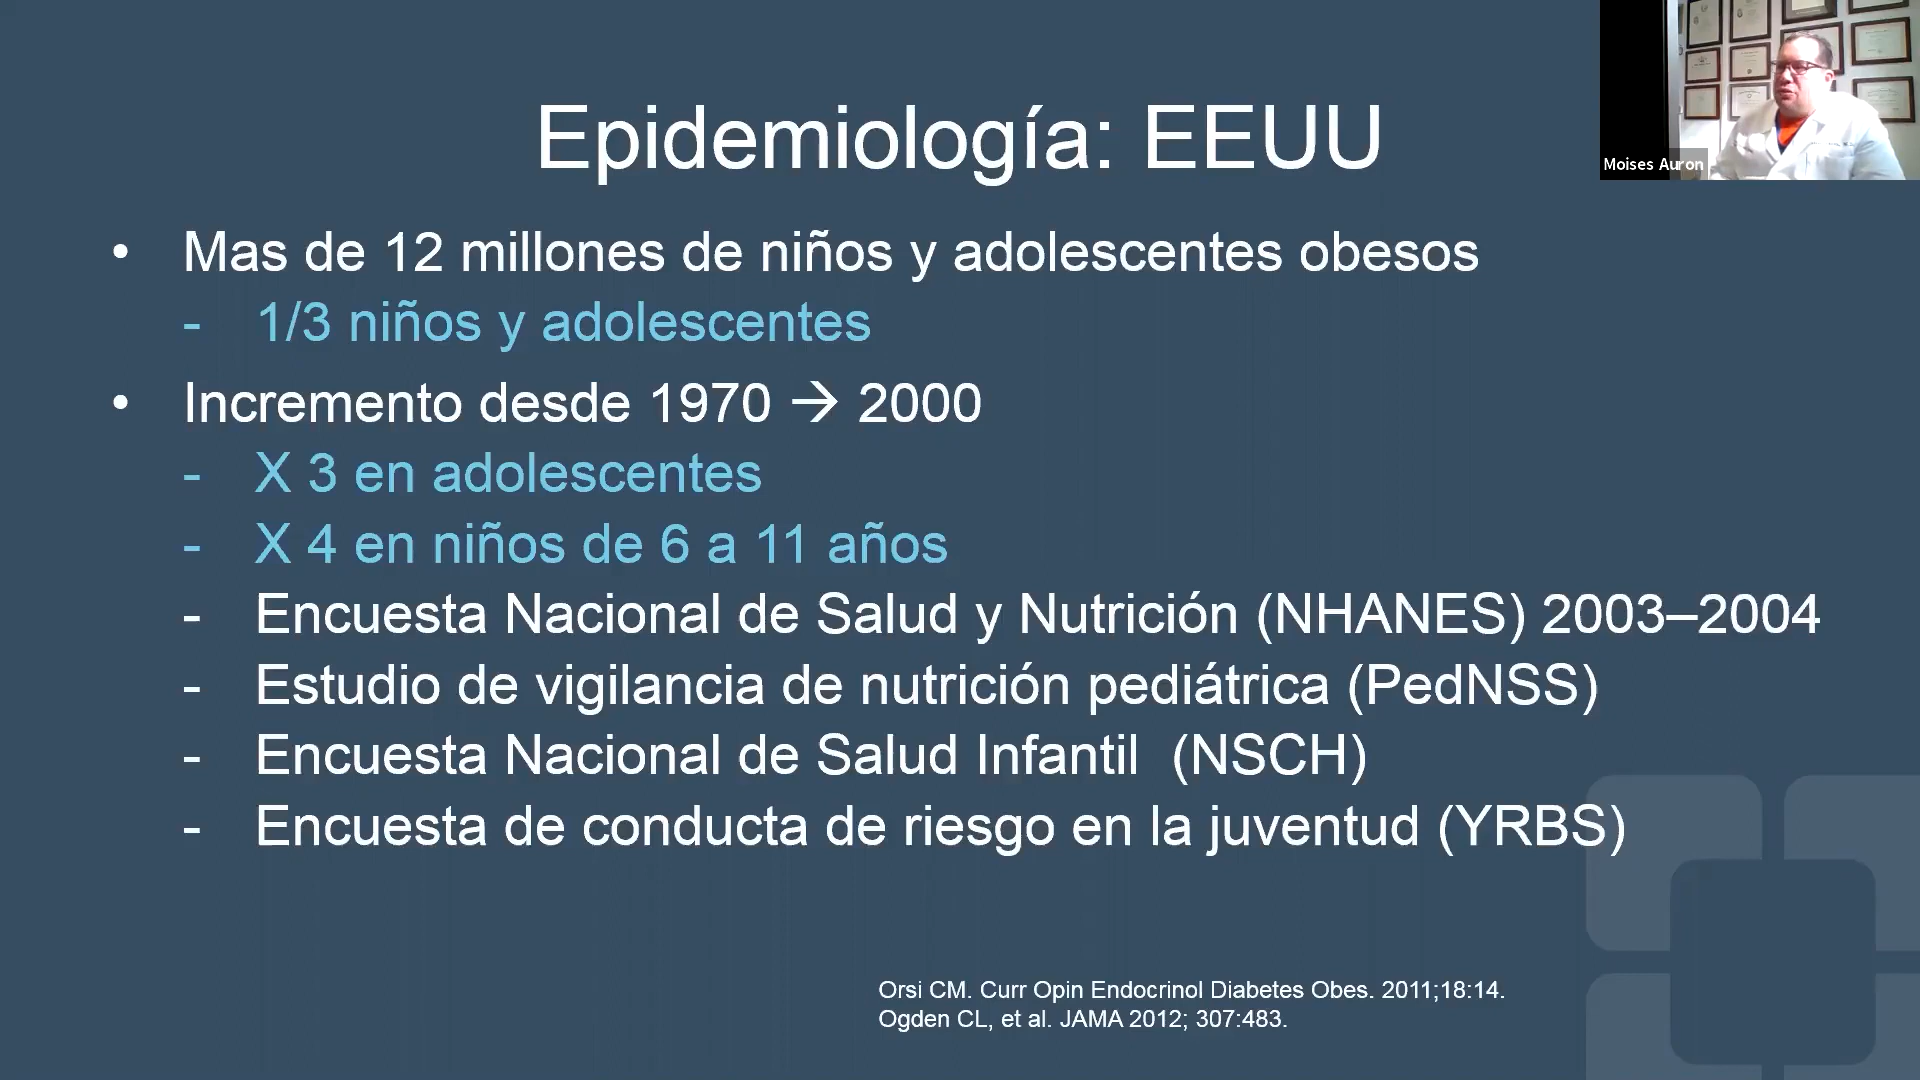 Epidemiología: EEUU
Moises Auron
• Mas de 12 millones de niños y adolescentes obesos
- 1/3 niños y adolescentes
• Incremento desde 1970 → 2000
- X 3 en adolescentes
- X 4 en niños de 6 a 11 años
- Encuesta Nacional de Salud y Nutrición (NHANES) 2003–2004
- Estudio de vigilancia de nutrición pediátrica (PedNSS)
- Encuesta Nacional de Salud Infantil (NSCH)
- Encuesta de conducta de riesgo en la juventud (YRBS)
Orsi CM. Curr Opin Endocrinol Diabetes Obes. 2011;18:14.
Ogden CL, et al. JAMA 2012; 307:483.